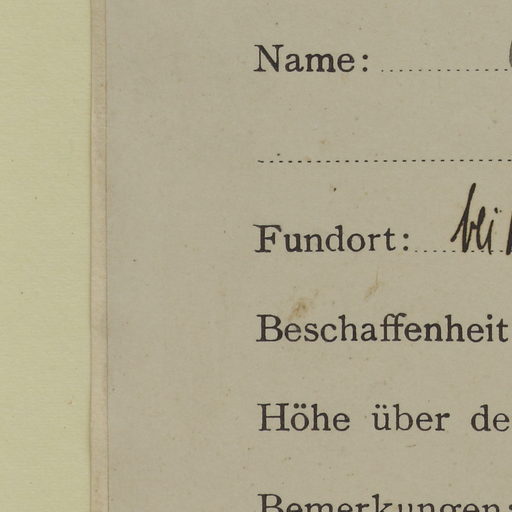 Name:
Fundort: bei
Beschaffenheit
Höhe über de
Bemerkungen: